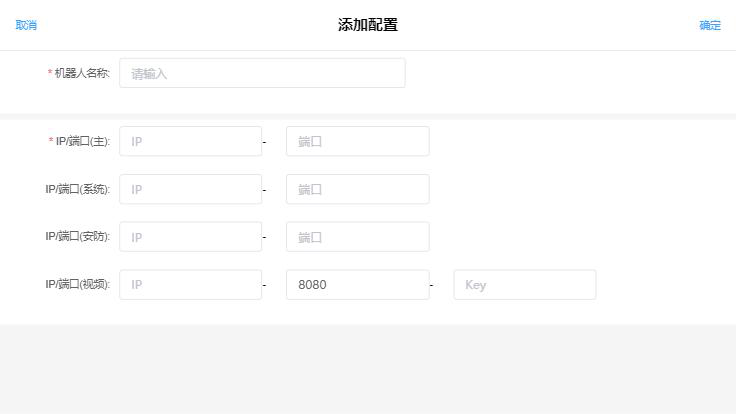 取消 添加配置 确定
* 机器人名称: 请输入
* IP/端口(主): IP - 端口
IP/端口(系统): IP - 端口
IP/端口(安防): IP - 端口
IP/端口(视频): IP - 8080 - Key